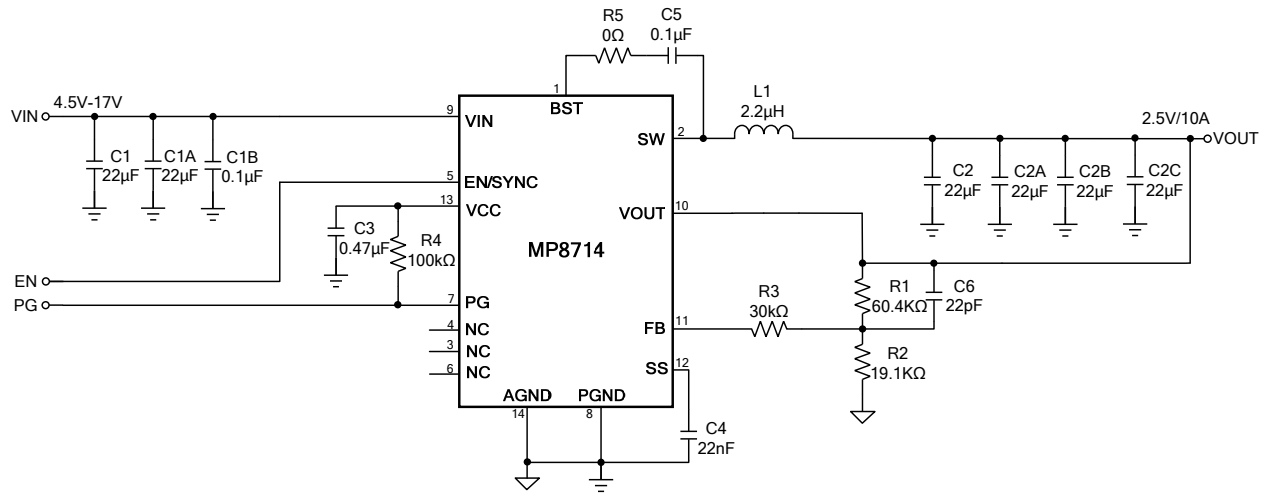 R5
0Ω
C5
0.1µF
1
BST
VIN
4.5V-17V
9
VIN
C1
22µF
C1A
22µF
C1B
0.1µF
SW
2
L1
2.2µH
2.5V/10A
VOUT
C2
22µF
C2A
22µF
C2B
22µF
C2C
22µF
5
EN/SYNC
13
VCC
C3
0.47µF
R4
100kΩ
VOUT
10
MP8714
EN
PG
7
PG
4
NC
3
NC
6
NC
R1
60.4KΩ
C6
22pF
R3
30kΩ
FB
11
R2
19.1KΩ
SS
12
AGND
14
PGND
8
C4
22nF